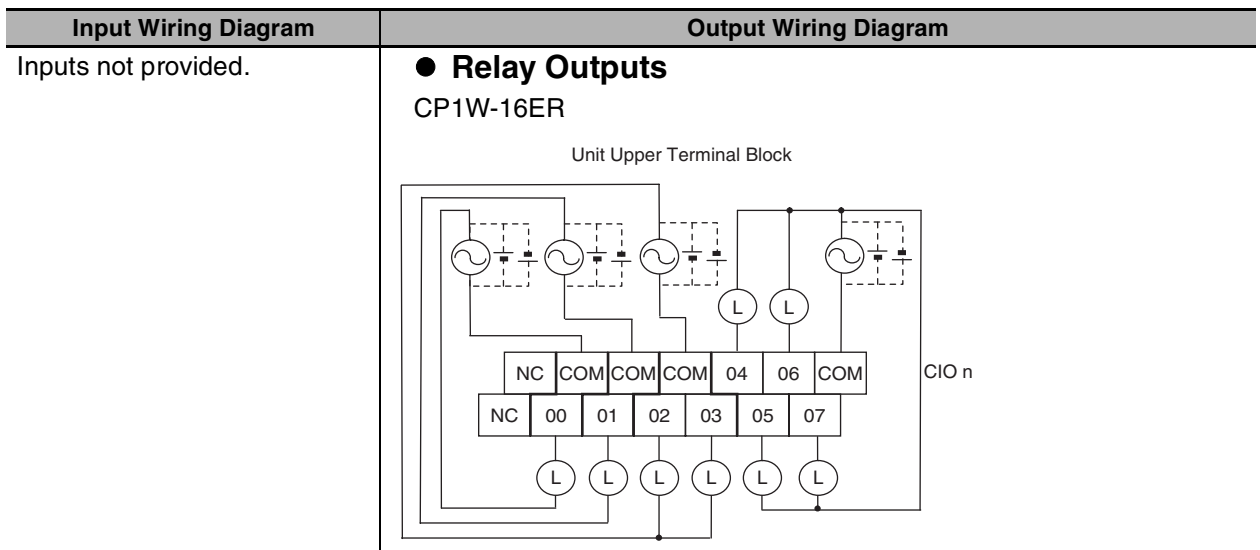 Input Wiring Diagram
Output Wiring Diagram
Inputs not provided.
● Relay Outputs
CP1W-16ER
Unit Upper Terminal Block
L L
NC COM COM COM 04 06 COM
CIO n
NC 00 01 02 03 05 07
L L L L L L